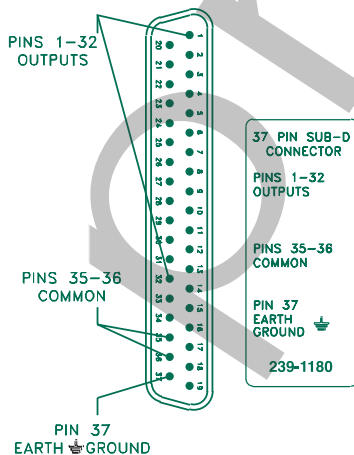 PINS 1-32
OUTPUTS
20
21
22
23
24
25
26
27
28
29
30
31
32
33
34
35
36
37
1
2
3
4
5
6
7
8
9
10
11
12
13
14
15
16
17
18
19
PINS 35-36
COMMON
PIN 37
EARTH GROUND
37 PIN SUB-D
CONNECTOR
PINS 1-32
OUTPUTS
PINS 35-36
COMMON
PIN 37
EARTH
GROUND
239-1180